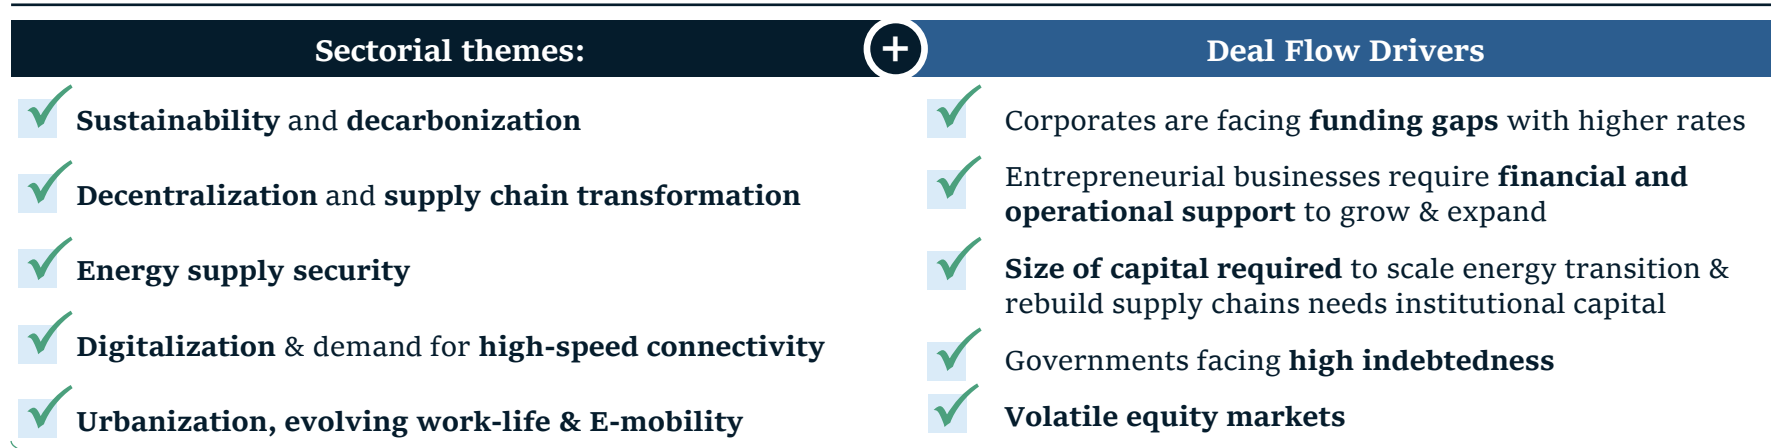 Sectorial themes:
Sustainability and decarbonization
Decentralization and supply chain transformation
Energy supply security
Digitalization & demand for high-speed connectivity
Urbanization, evolving work-life & E-mobility
+
Deal Flow Drivers
Corporates are facing funding gaps with higher rates
Entrepreneurial businesses require financial and
operational support to grow & expand
Size of capital required to scale energy transition &
rebuild supply chains needs institutional capital
Governments facing high indebtedness
Volatile equity markets